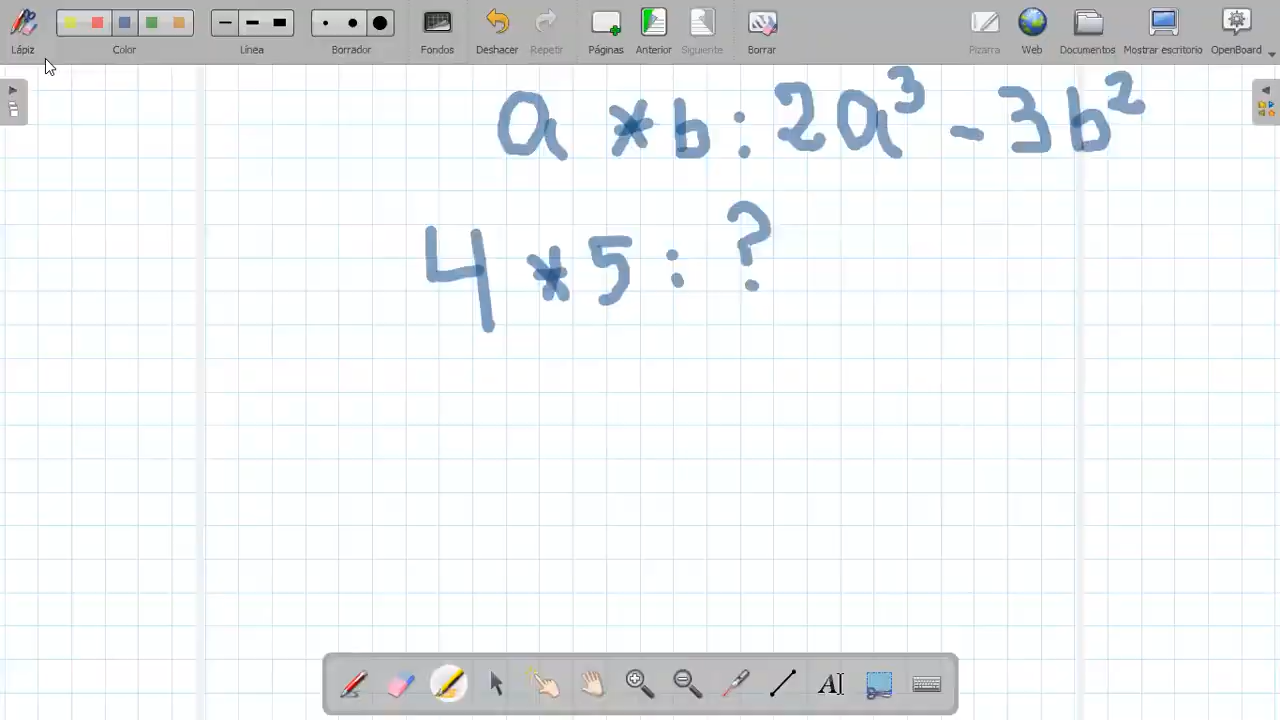 Lápiz Color Línea Borrador Fondos Deshacer Repetir Páginas Anterior Siguiente Borrar Pizarra Web Documentos Mostrar escritorio OpenBoard
a * b : 2a³ - 3b²
4 * 5 : ?
AI